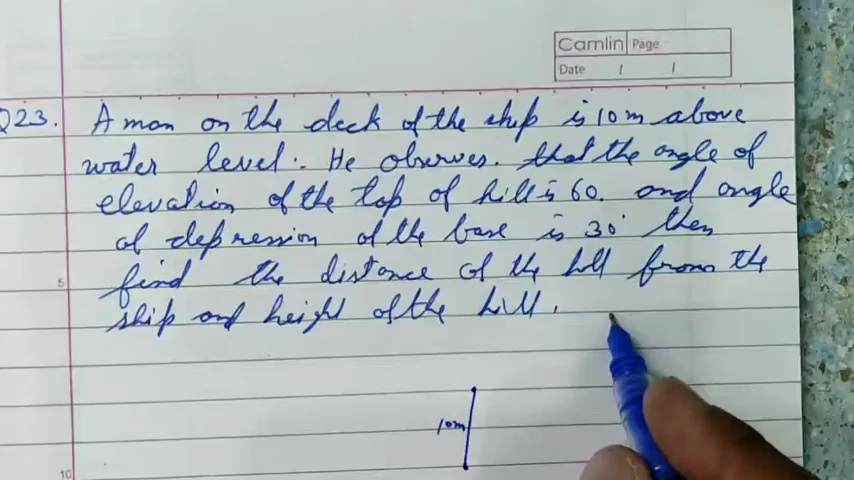 Camlin Page
Date / /
Q23. A man on the deck of the ship is 10m above
water level. He observes that the angle of
elevation of the top of hill is 60. and angle
of depression of the base is 30° then
5 find the distance of the hill from the
ship and height of the hill.
10m
10